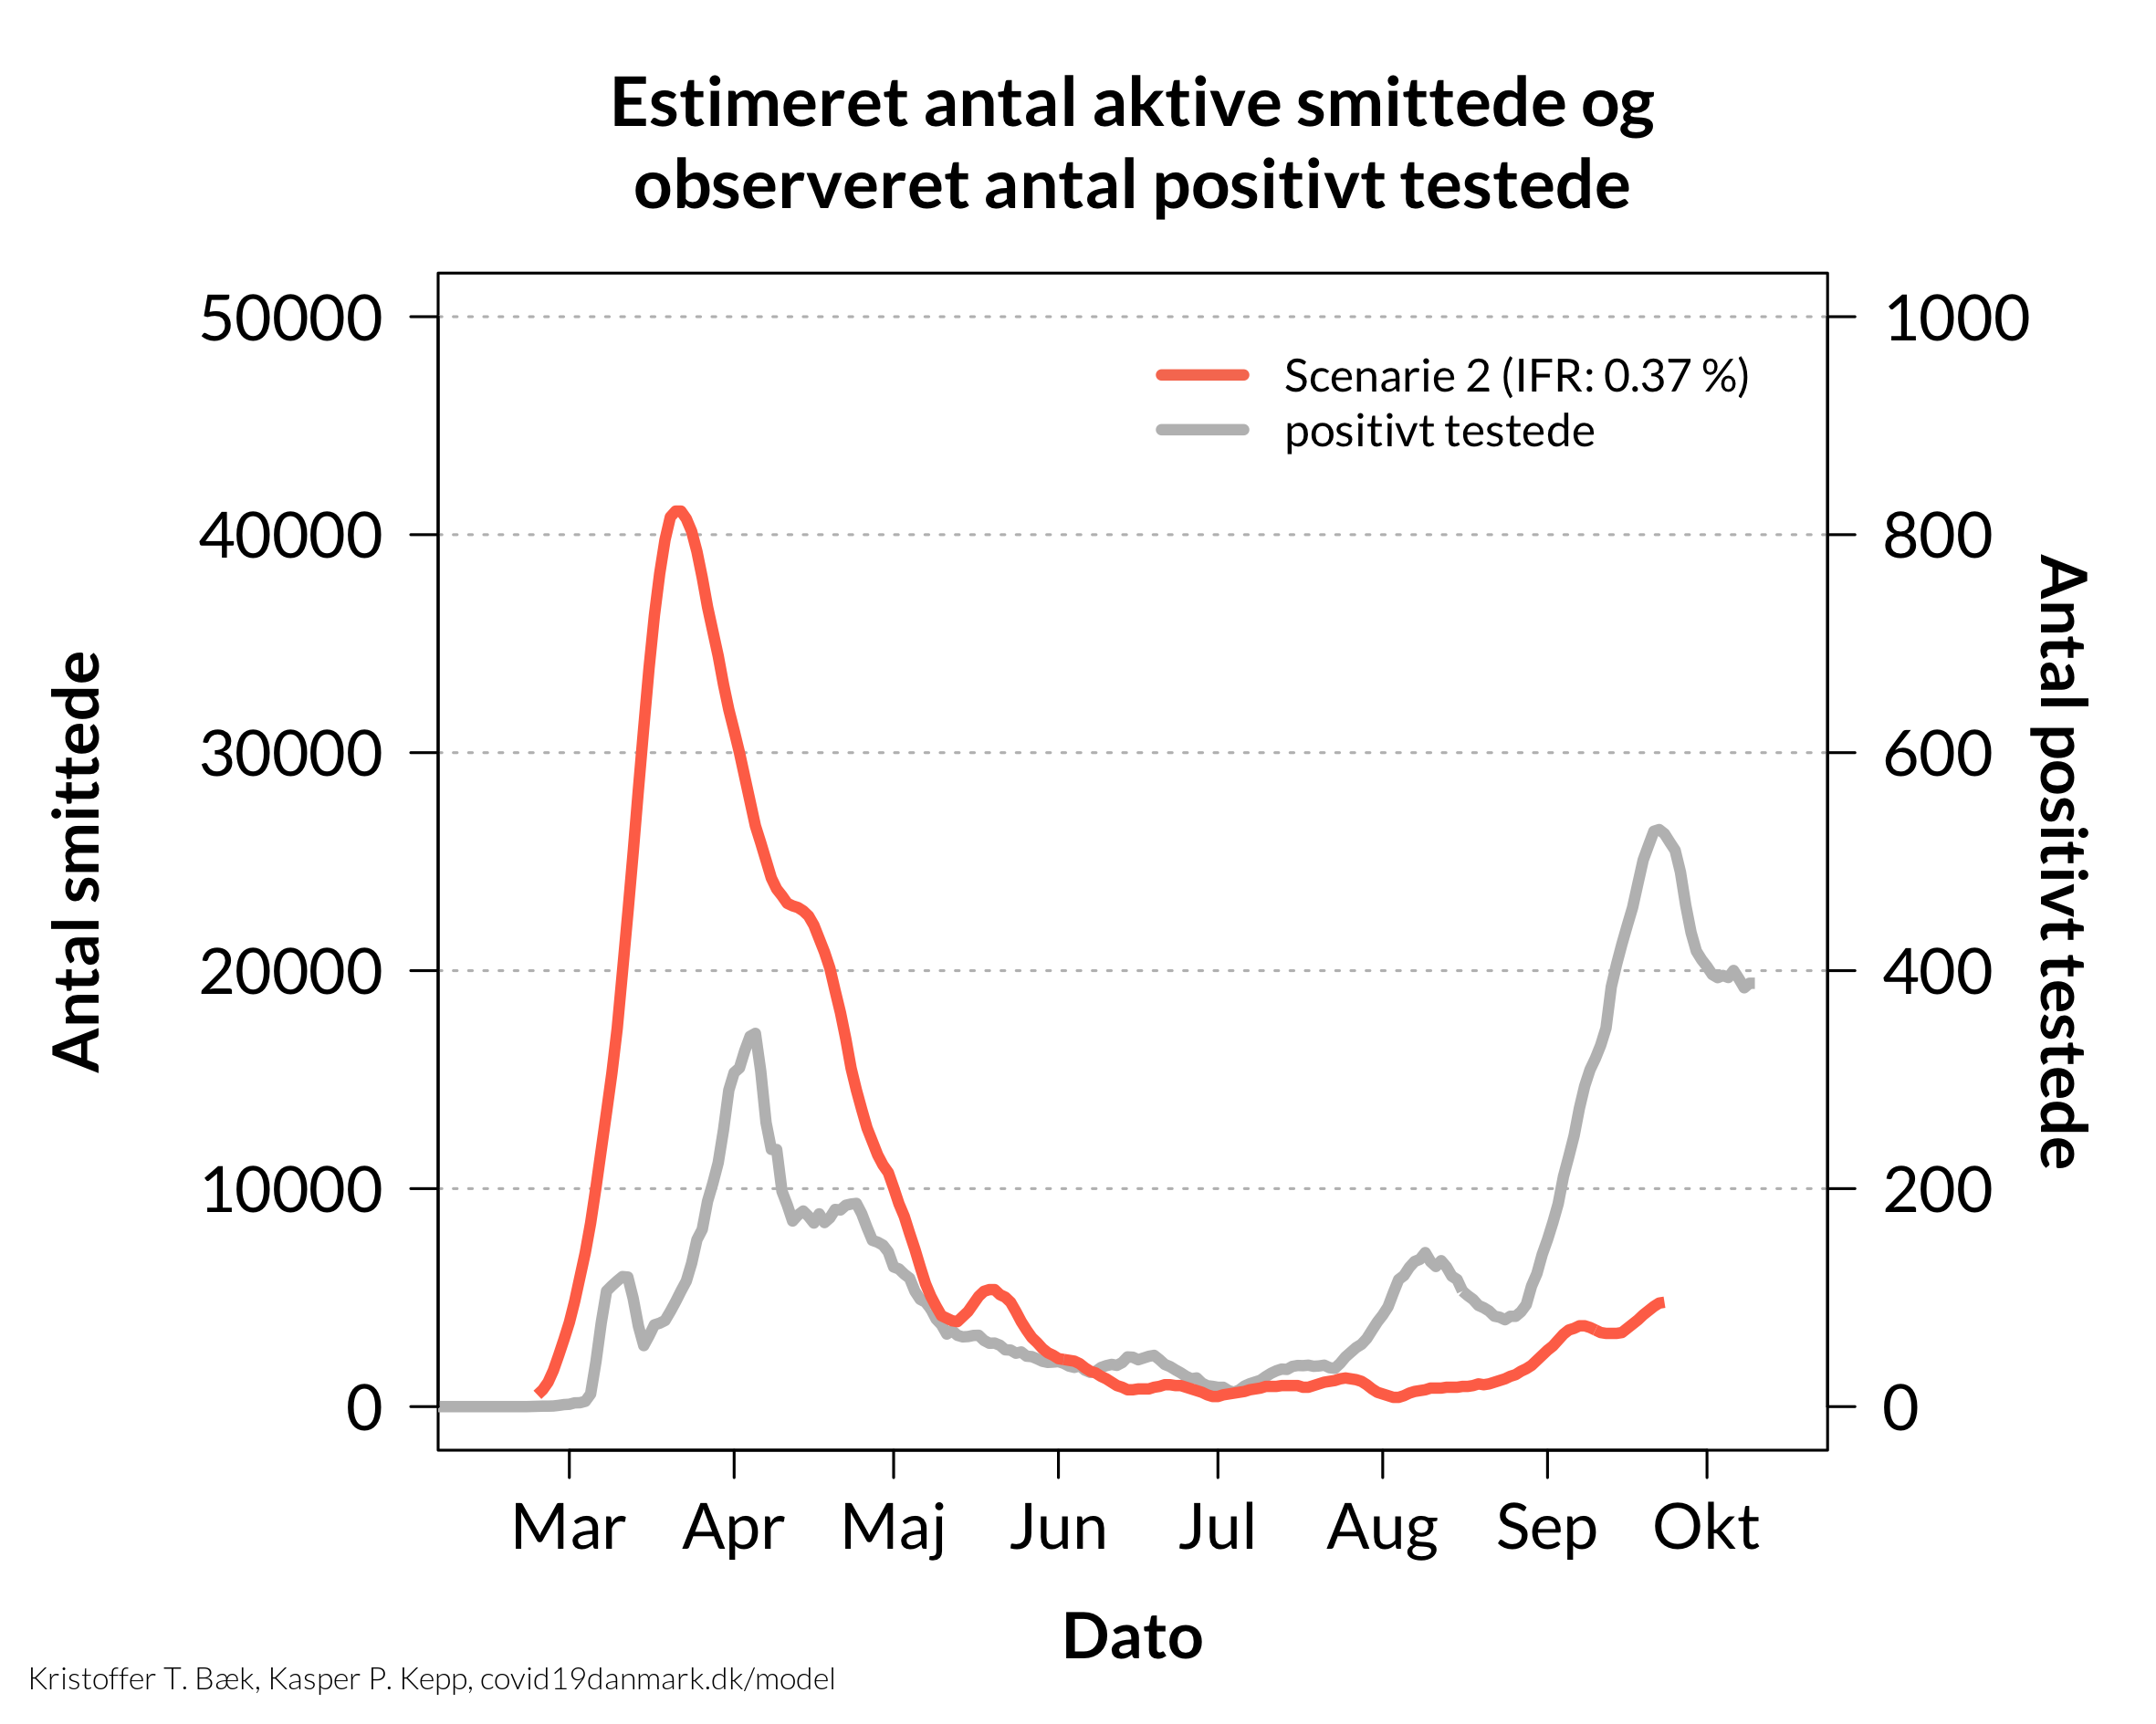 Estimeret antal aktive smittede og
observeret antal positivt testede
50000
40000
30000
20000
10000
0
Antal smittede
1000
800
600
400
200
0
Antal positivt testede
Scenarie 2 (IFR: 0.37 %)
positivt testede
Mar Apr Maj Jun Jul Aug Sep Okt
Dato
Kristoffer T. Bæk, Kasper P. Kepp, covid19danmark.dk/model